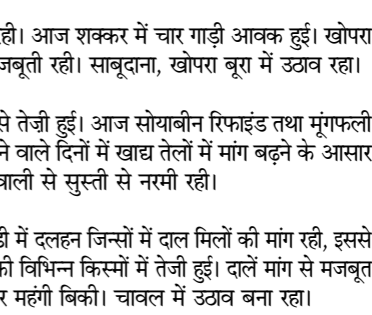 रही। आज शक्कर में चार गाड़ी आवक हुई। खोपरा
जबूती रही। साबूदाना, खोपरा बूरा में उठाव रहा।
से तेजी हुई। आज सोयाबीन रिफाइंड तथा मूंगफली
ने वाले दिनों में खाद्य तेलों में मांग बढ़ने के आसार
वाली से सुस्ती से नरमी रही।
डी में दलहन जिन्सों में दाल मिलों की मांग रही, इससे
की विभिन्न किस्मों में तेजी हुई। दालें मांग से मजबूत
र महंगी बिकी। चावल में उठाव बना रहा।